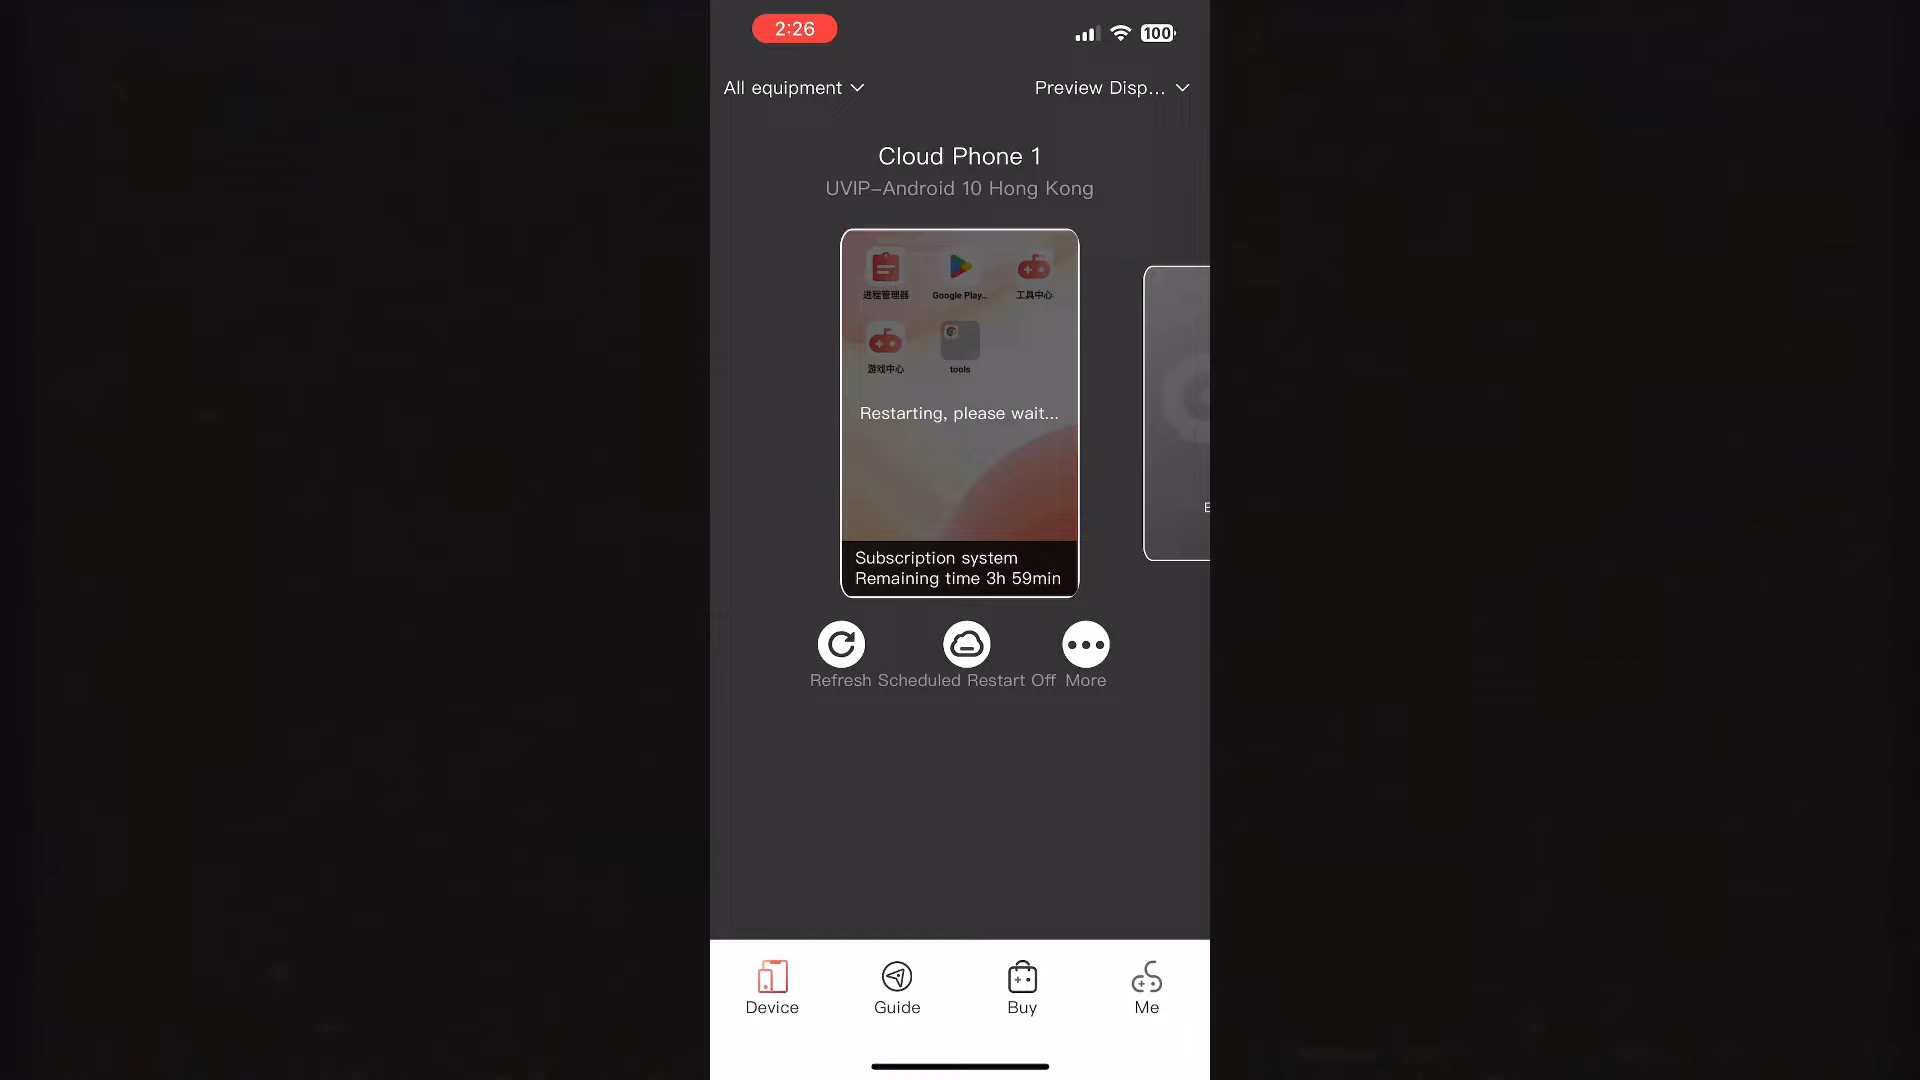 2:26
100
All equipment
Preview Disp...
Cloud Phone 1
UVIP-Android 10 Hong Kong
进程管理器
Google Play...
工具中心
游戏中心
tools
Restarting, please wait...
Subscription system
Remaining time 3h 59min
Refresh
Scheduled Restart Off
More
Device
Guide
Buy
Me